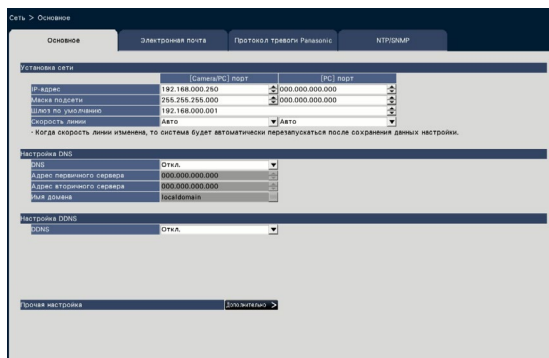 Сеть > Основное
Основное Электронная почта Протокол тревоги Panasonic NTP/SNMP
Установка сети
[Camera/PC] порт [PC] порт
IP-адрес 192.168.000.250 000.000.000.000
Маска подсети 255.255.255.000 000.000.000.000
Шлюз по умолчанию 192.168.000.001
Скорость линии Авто Авто
· Когда скорость линии изменена, то система будет автоматически перезапускаться после сохранения данных настройки.
Настройка DNS
DNS Откл.
Адрес первичного сервера 000.000.000.000
Адрес вторичного сервера 000.000.000.000
Имя домена localdomain
Настройка DDNS
DDNS Откл.
Прочая настройка Дополнительно >